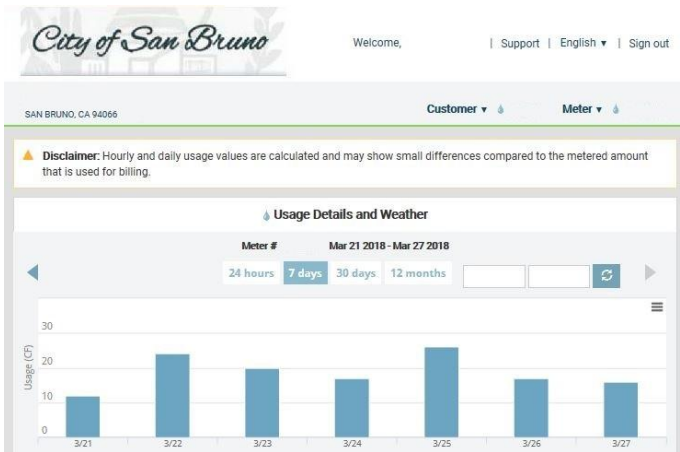 City of San Bruno
Welcome, | Support | English ▾ | Sign out
SAN BRUNO, CA 94066
Customer ▾ Meter ▾
Disclaimer: Hourly and daily usage values are calculated and may show small differences compared to the metered amount
that is used for billing.
Usage Details and Weather
Meter # Mar 21 2018 - Mar 27 2018
24 hours 7 days 30 days 12 months
Usage (CF)
30
20
10
0
3/21 3/22 3/23 3/24 3/25 3/26 3/27